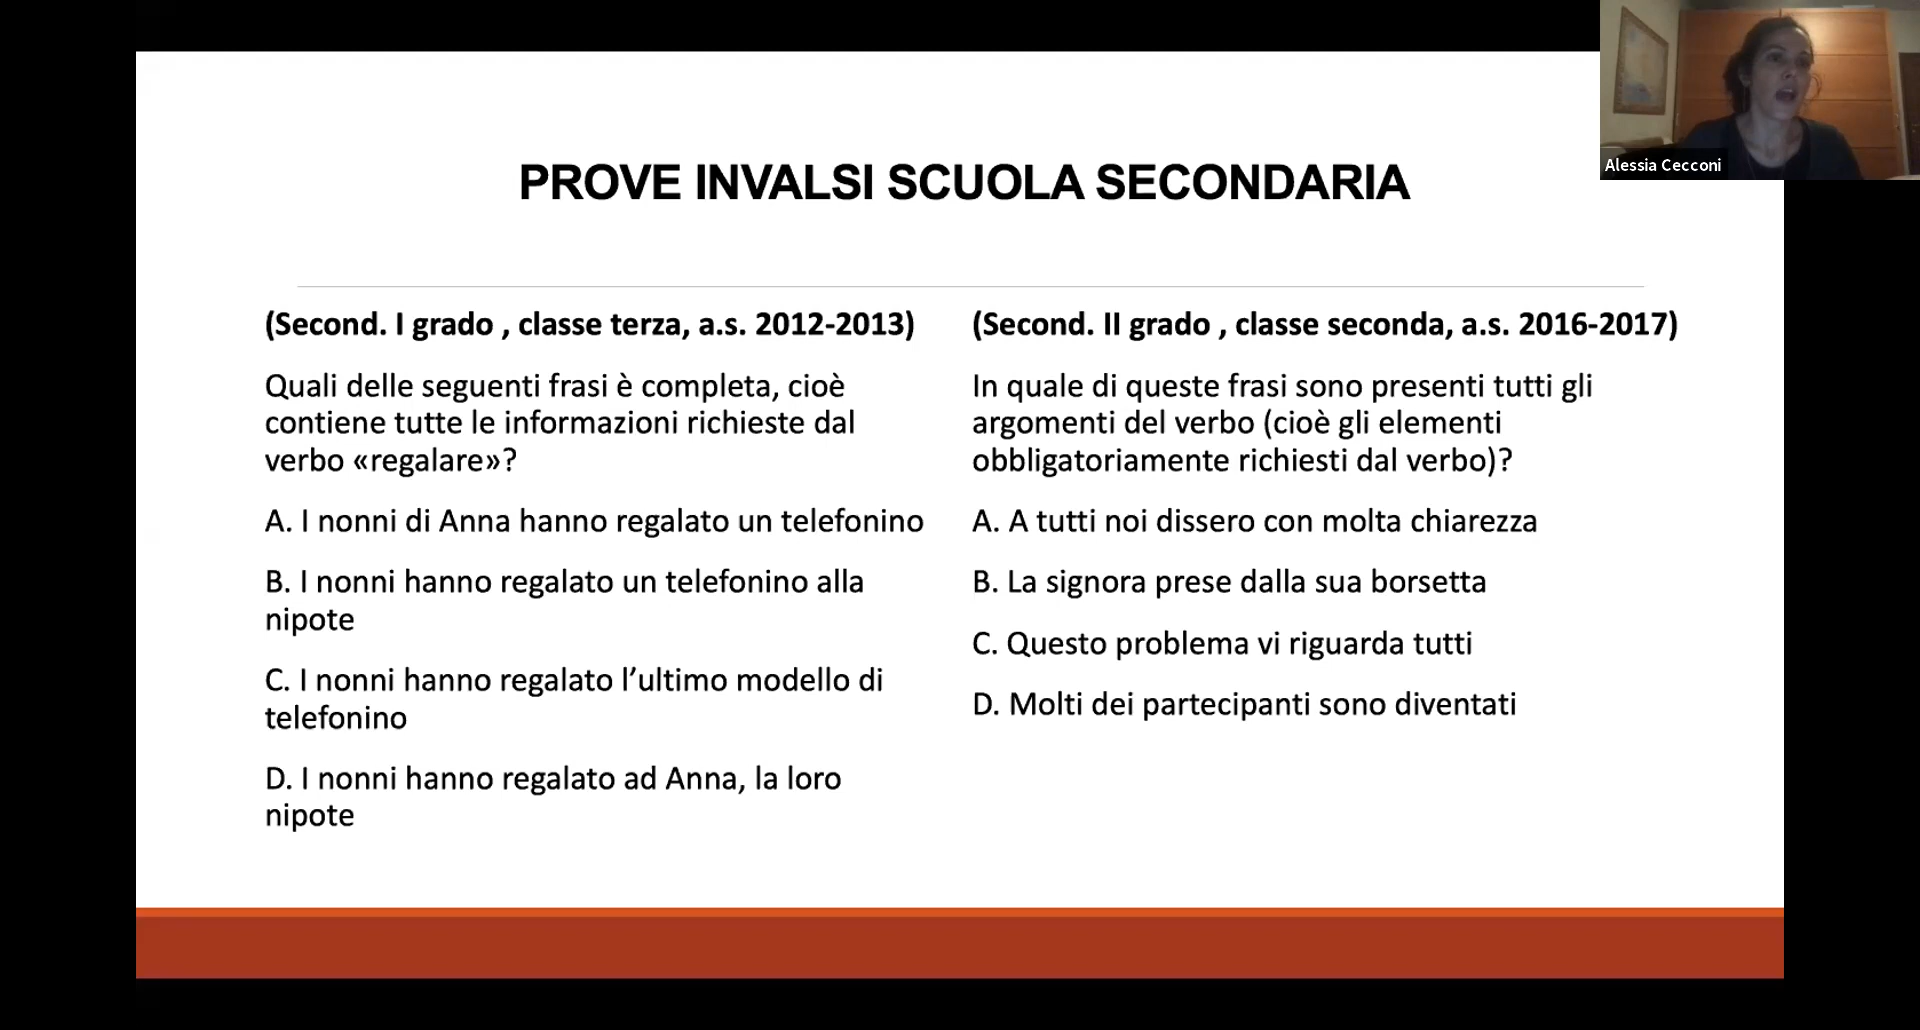 PROVE INVALSI SCUOLA SECONDARIA
(Second. I grado , classe terza, a.s. 2012-2013)
Quali delle seguenti frasi è completa, cioè
contiene tutte le informazioni richieste dal
verbo «regalare»?
A. I nonni di Anna hanno regalato un telefonino
B. I nonni hanno regalato un telefonino alla
nipote
C. I nonni hanno regalato l’ultimo modello di
telefonino
D. I nonni hanno regalato ad Anna, la loro
nipote
(Second. II grado , classe seconda, a.s. 2016-2017)
In quale di queste frasi sono presenti tutti gli
argomenti del verbo (cioè gli elementi
obbligatoriamente richiesti dal verbo)?
A. A tutti noi dissero con molta chiarezza
B. La signora prese dalla sua borsetta
C. Questo problema vi riguarda tutti
D. Molti dei partecipanti sono diventati
Alessia Cecconi